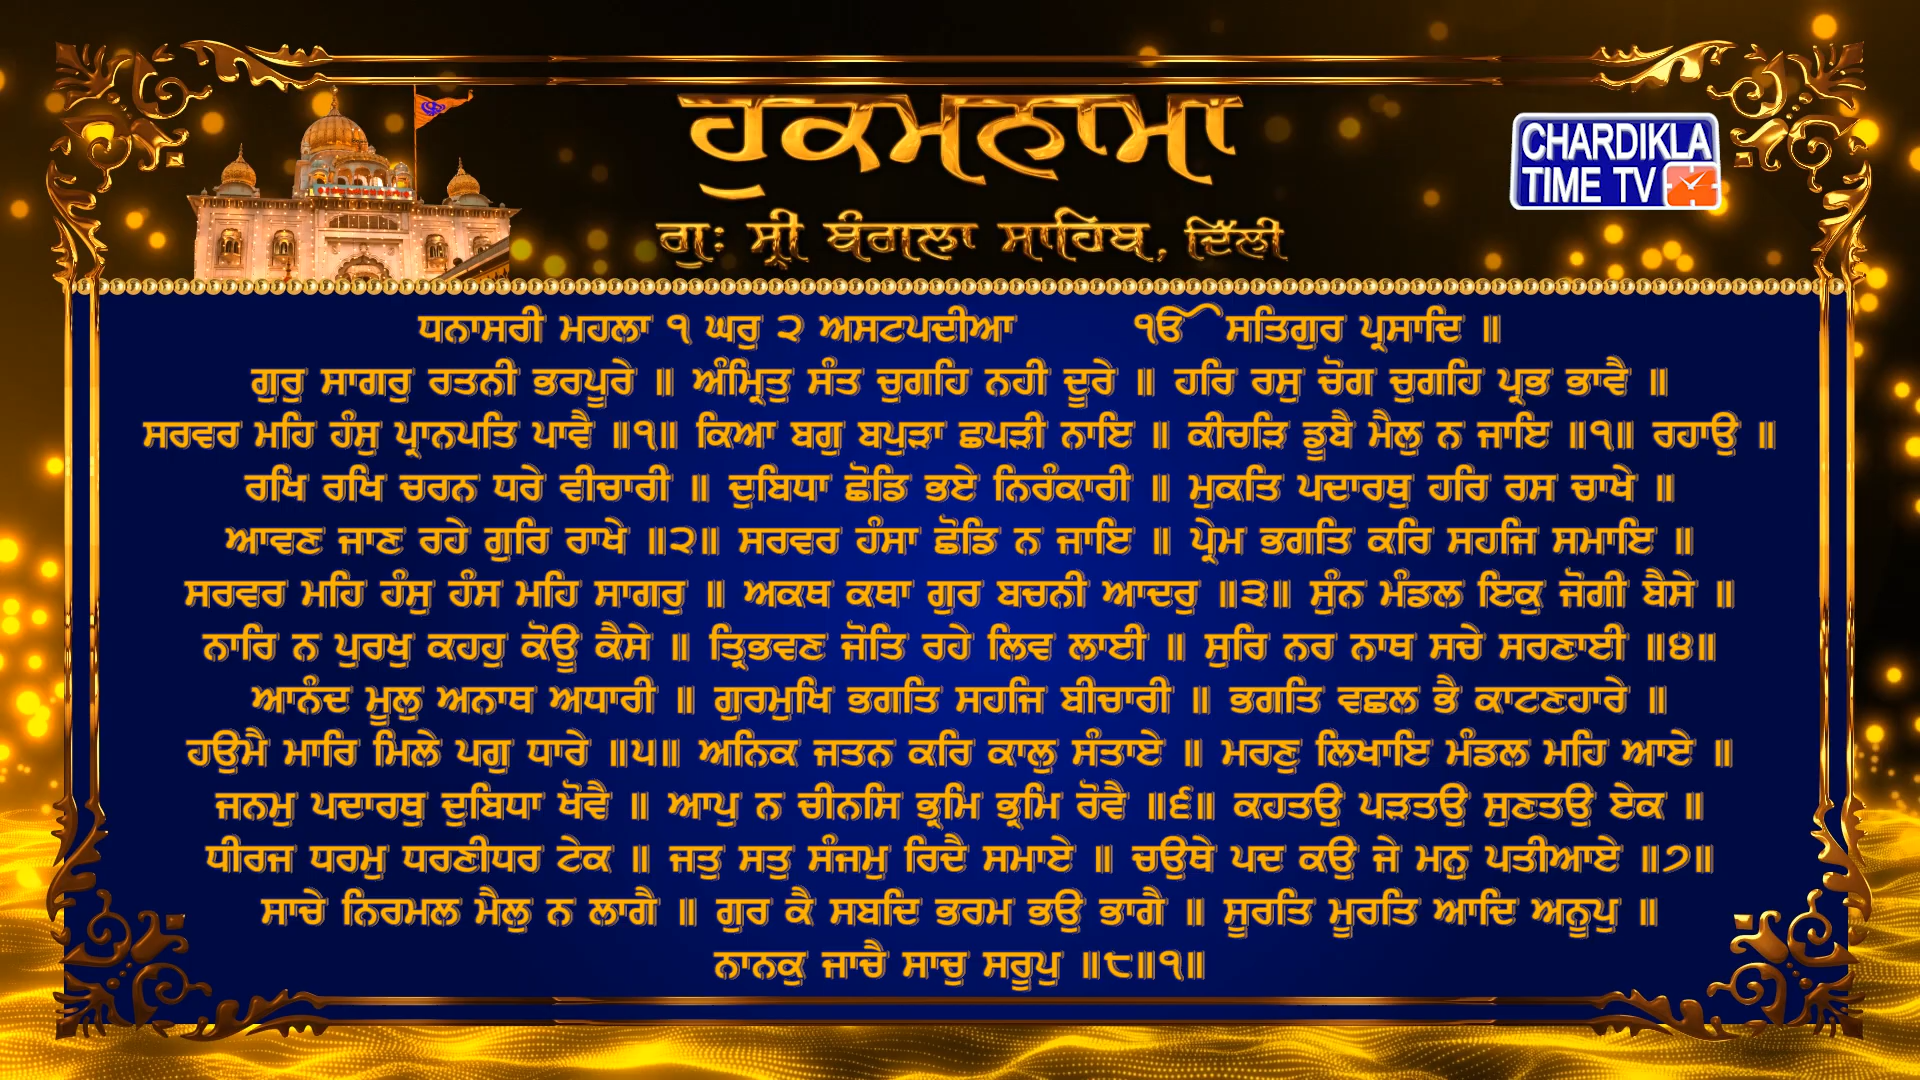 ਹੁਕਮਨਾਮਾ
ਗੁਃ ਸ੍ਰੀ ਬੰਗਲਾ ਸਾਹਿਬ, ਦਿੱਲੀ
CHARDIKLA
TIME TV
ਧਨਾਸਰੀ ਮਹਲਾ ੧ ਘਰੁ ੨ ਅਸਟਪਦੀਆ ੴ ਸਤਿਗੁਰ ਪ੍ਰਸਾਦਿ ॥
ਗੁਰੁ ਸਾਗਰੁ ਰਤਨੀ ਭਰਪੂਰੇ ॥ ਅੰਮ੍ਰਿਤੁ ਸੰਤ ਚੁਗਹਿ ਨਹੀ ਦੂਰੇ ॥ ਹਰਿ ਰਸੁ ਚੋਗ ਚੁਗਹਿ ਪ੍ਰਭ ਭਾਵੈ ॥
ਸਰਵਰ ਮਹਿ ਹੰਸੁ ਪ੍ਰਾਨਪਤਿ ਪਾਵੈ ॥੧॥ ਕਿਆ ਬਗੁ ਬਪੁੜਾ ਛਪੜੀ ਨਾਇ ॥ ਕੀਚੜਿ ਡੂਬੈ ਮੈਲੁ ਨ ਜਾਇ ॥੧॥ ਰਹਾਉ ॥
ਰਖਿ ਰਖਿ ਚਰਨ ਧਰੇ ਵੀਚਾਰੀ ॥ ਦੁਬਿਧਾ ਛੋਡਿ ਭਏ ਨਿਰੰਕਾਰੀ ॥ ਮੁਕਤਿ ਪਦਾਰਥੁ ਹਰਿ ਰਸ ਚਾਖੇ ॥
ਆਵਣ ਜਾਣ ਰਹੇ ਗੁਰਿ ਰਾਖੇ ॥੨॥ ਸਰਵਰ ਹੰਸਾ ਛੋਡਿ ਨ ਜਾਇ ॥ ਪ੍ਰੇਮ ਭਗਤਿ ਕਰਿ ਸਹਜਿ ਸਮਾਇ ॥
ਸਰਵਰ ਮਹਿ ਹੰਸੁ ਹੰਸ ਮਹਿ ਸਾਗਰੁ ॥ ਅਕਥ ਕਥਾ ਗੁਰ ਬਚਨੀ ਆਦਰੁ ॥੩॥ ਸੁੰਨ ਮੰਡਲ ਇਕੁ ਜੋਗੀ ਬੈਸੇ ॥
ਨਾਰਿ ਨ ਪੁਰਖੁ ਕਹਹੁ ਕੋਊ ਕੈਸੇ ॥ ਤ੍ਰਿਭਵਣ ਜੋਤਿ ਰਹੇ ਲਿਵ ਲਾਈ ॥ ਸੁਰਿ ਨਰ ਨਾਥ ਸਚੇ ਸਰਣਾਈ ॥੪॥
ਆਨੰਦ ਮੂਲੁ ਅਨਾਥ ਅਧਾਰੀ ॥ ਗੁਰਮੁਖਿ ਭਗਤਿ ਸਹਜਿ ਬੀਚਾਰੀ ॥ ਭਗਤਿ ਵਛਲ ਭੈ ਕਾਟਣਹਾਰੇ ॥
ਹਉਮੈ ਮਾਰਿ ਮਿਲੇ ਪਗੁ ਧਾਰੇ ॥੫॥ ਅਨਿਕ ਜਤਨ ਕਰਿ ਕਾਲੁ ਸੰਤਾਏ ॥ ਮਰਣੁ ਲਿਖਾਇ ਮੰਡਲ ਮਹਿ ਆਏ ॥
ਜਨਮੁ ਪਦਾਰਥੁ ਦੁਬਿਧਾ ਖੋਵੈ ॥ ਆਪੁ ਨ ਚੀਨਸਿ ਭ੍ਰਮਿ ਭ੍ਰਮਿ ਰੋਵੈ ॥੬॥ ਕਹਤਉ ਪੜਤਉ ਸੁਣਤਉ ਏਕ ॥
ਧੀਰਜ ਧਰਮੁ ਧਰਣੀਧਰ ਟੇਕ ॥ ਜਤੁ ਸਤੁ ਸੰਜਮੁ ਰਿਦੈ ਸਮਾਏ ॥ ਚਉਥੇ ਪਦ ਕਉ ਜੇ ਮਨੁ ਪਤੀਆਏ ॥੭॥
ਸਾਚੇ ਨਿਰਮਲ ਮੈਲੁ ਨ ਲਾਗੈ ॥ ਗੁਰ ਕੈ ਸਬਦਿ ਭਰਮ ਭਉ ਭਾਗੈ ॥ ਸੂਰਤਿ ਮੂਰਤਿ ਆਦਿ ਅਨੂਪੁ ॥
ਨਾਨਕੁ ਜਾਚੈ ਸਾਚੁ ਸਰੂਪੁ ॥੮॥੧॥